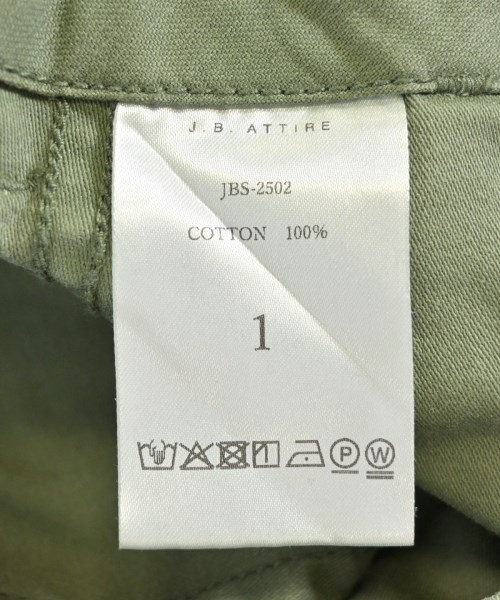 J.B. ATTIRE
JBS-2502
COTTON 100%
1
P W